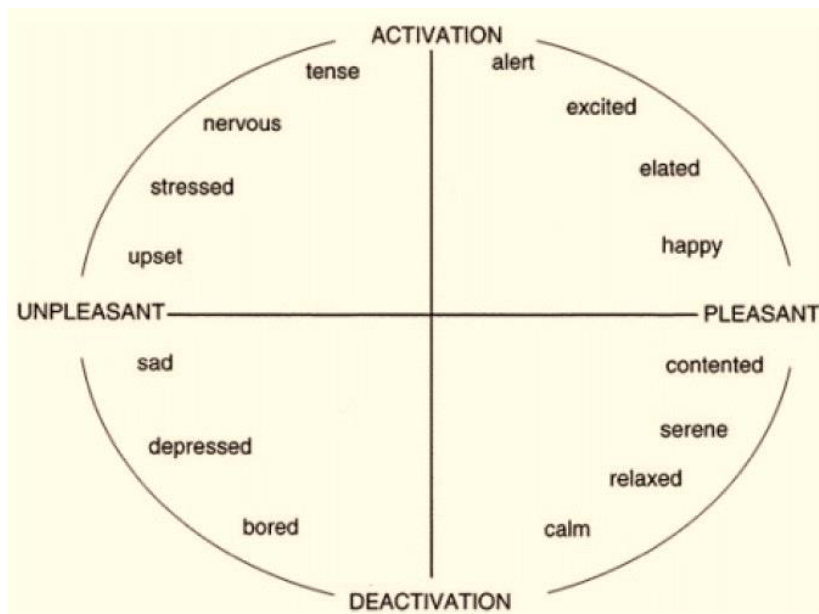 ACTIVATION
tense
alert
nervous
excited
stressed
elated
upset
happy
UNPLEASANT
PLEASANT
sad
contented
depressed
serene
relaxed
bored
calm
DEACTIVATION